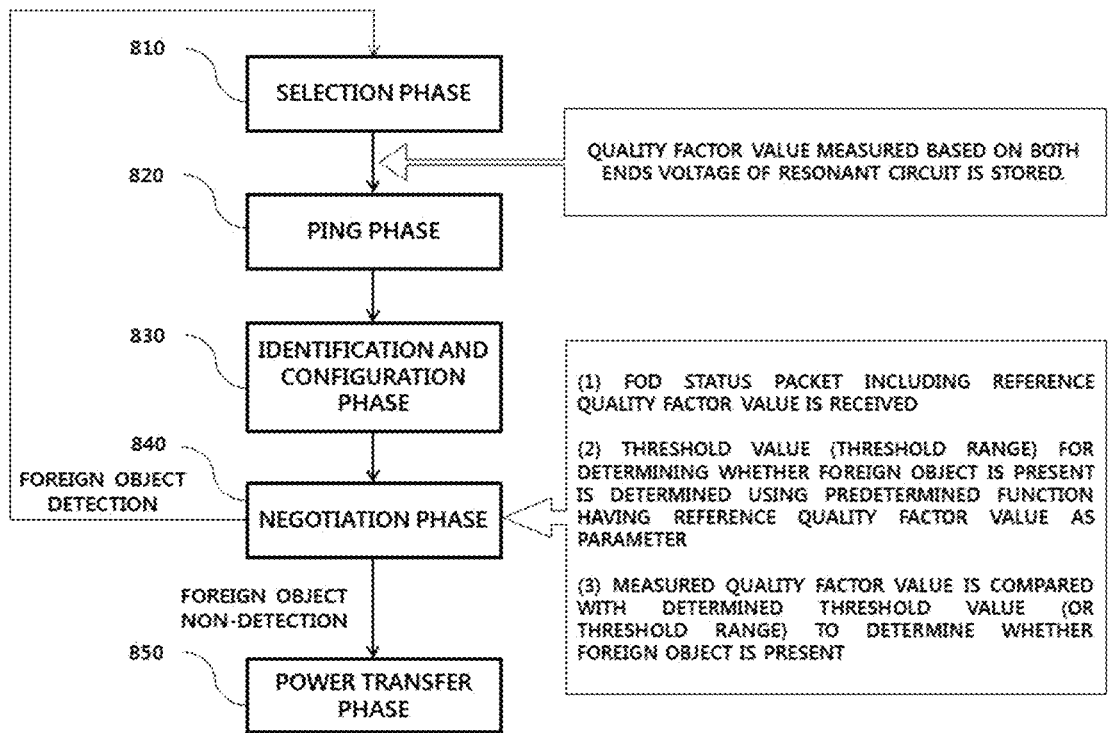 810
SELECTION PHASE
QUALITY FACTOR VALUE MEASURED BASED ON BOTH
ENDS VOLTAGE OF RESONANT CIRCUIT IS STORED.
820
PING PHASE
830
IDENTIFICATION AND
CONFIGURATION
PHASE
840
FOREIGN OBJECT
DETECTION
NEGOTIATION PHASE
(1) FOD STATUS PACKET INCLUDING REFERENCE
QUALITY FACTOR VALUE IS RECEIVED
(2) THRESHOLD VALUE (THRESHOLD RANGE) FOR
DETERMINING WHETHER FOREIGN OBJECT IS PRESENT
IS DETERMINED USING PREDETERMINED FUNCTION
HAVING REFERENCE QUALITY FACTOR VALUE AS
PARAMETER
(3) MEASURED QUALITY FACTOR VALUE IS COMPARED
WITH DETERMINED THRESHOLD VALUE (OR
THRESHOLD RANGE) TO DETERMINE WHETHER
FOREIGN OBJECT IS PRESENT
FOREIGN OBJECT
NON-DETECTION
850
POWER TRANSFER
PHASE